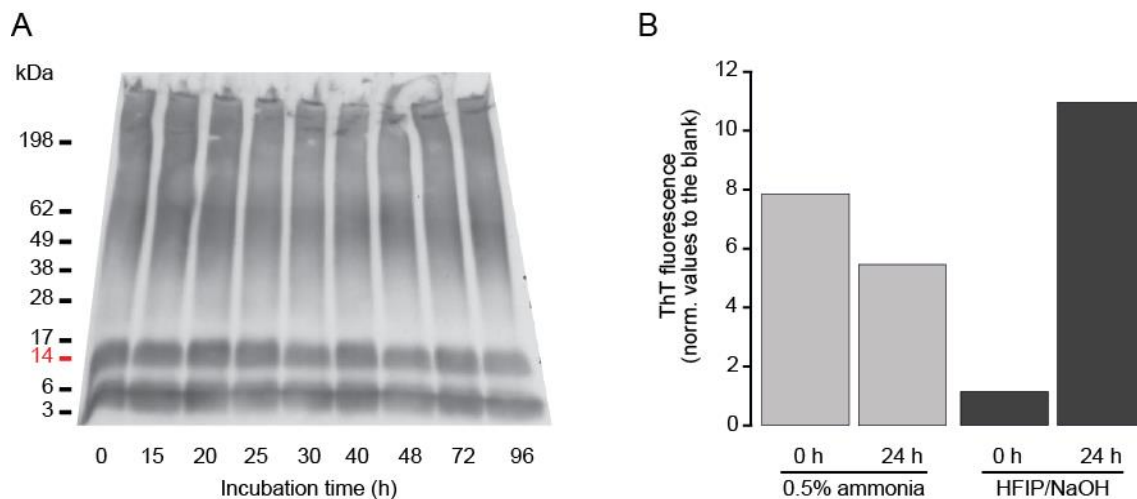 A
kDa
198
62
49
38
28
17
14
6
3
0 15 20 25 30 40 48 72 96
Incubation time (h)
B
ThT fluorescence
(norm. values to the blank)
12
10
8
6
4
2
0
0 h 24 h 0 h 24 h
0.5% ammonia HFIP/NaOH